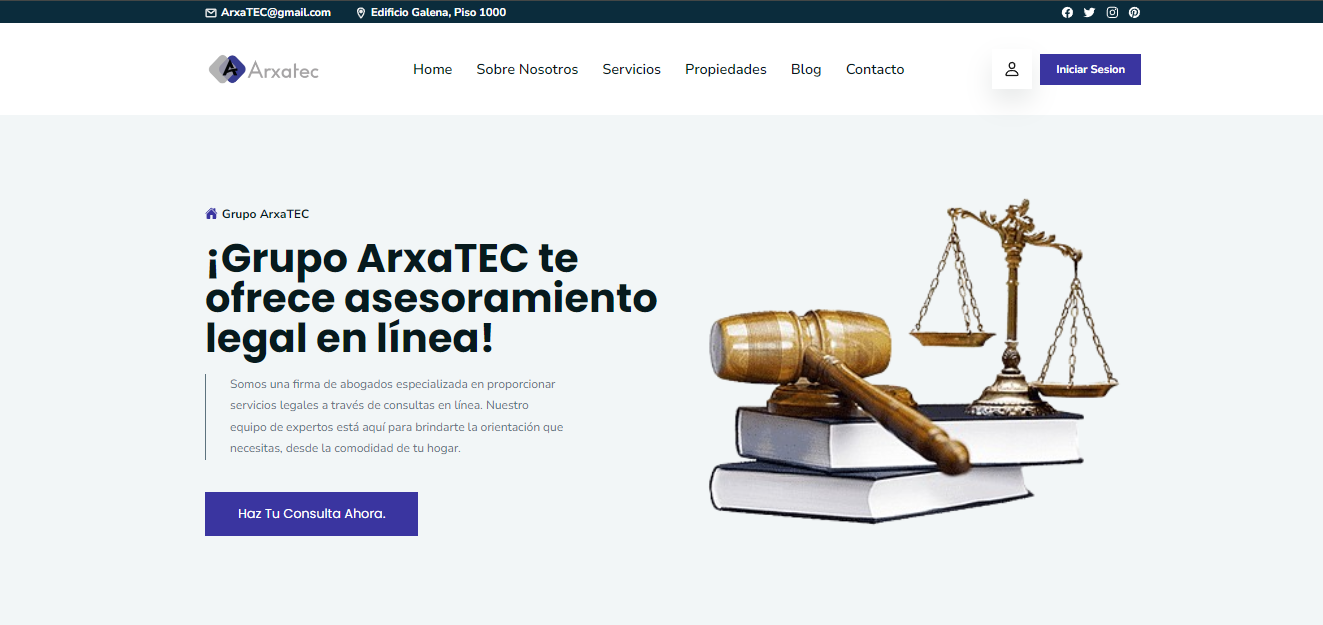 ArxaTEC@gmail.com
Edificio Galena, Piso 1000
Arxatec
Home
Sobre Nosotros
Servicios
Propiedades
Blog
Contacto
Iniciar Sesion
Grupo ArxaTEC
¡Grupo ArxaTEC te
ofrece asesoramiento
legal en línea!
Somos una firma de abogados especializada en proporcionar
servicios legales a través de consultas en línea. Nuestro
equipo de expertos está aquí para brindarte la orientación que
necesitas, desde la comodidad de tu hogar.
Haz Tu Consulta Ahora.